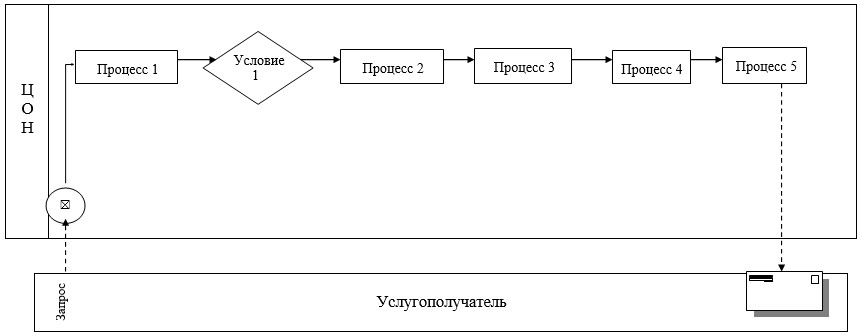 Ц
О
Н
Процесс 1
Условие
1
Процесс 2
Процесс 3
Процесс 4
Процесс 5
Запрос
Услугополучатель